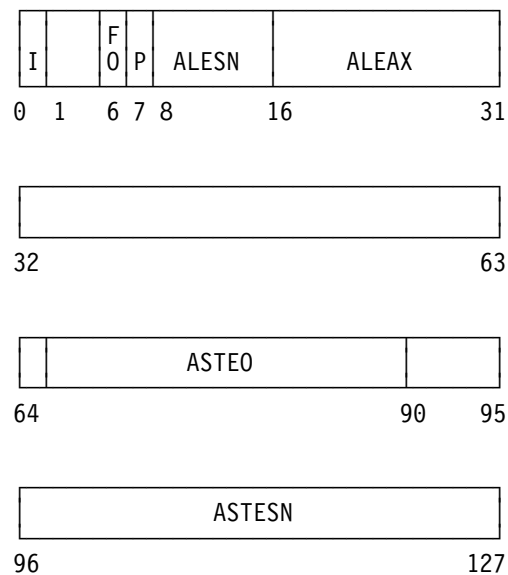 F
I O P ALESN ALEAX
0 1 6 7 8 16 31
32 63
ASTEO
64 90 95
ASTESN
96 127